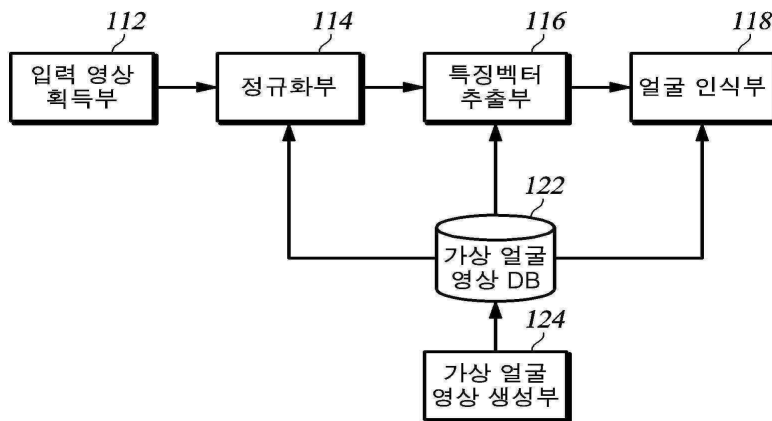 112
입력 영상
획득부
114
정규화부
116
특징벡터
추출부
118
얼굴 인식부
122
가상 얼굴
영상 DB
124
가상 얼굴
영상 생성부